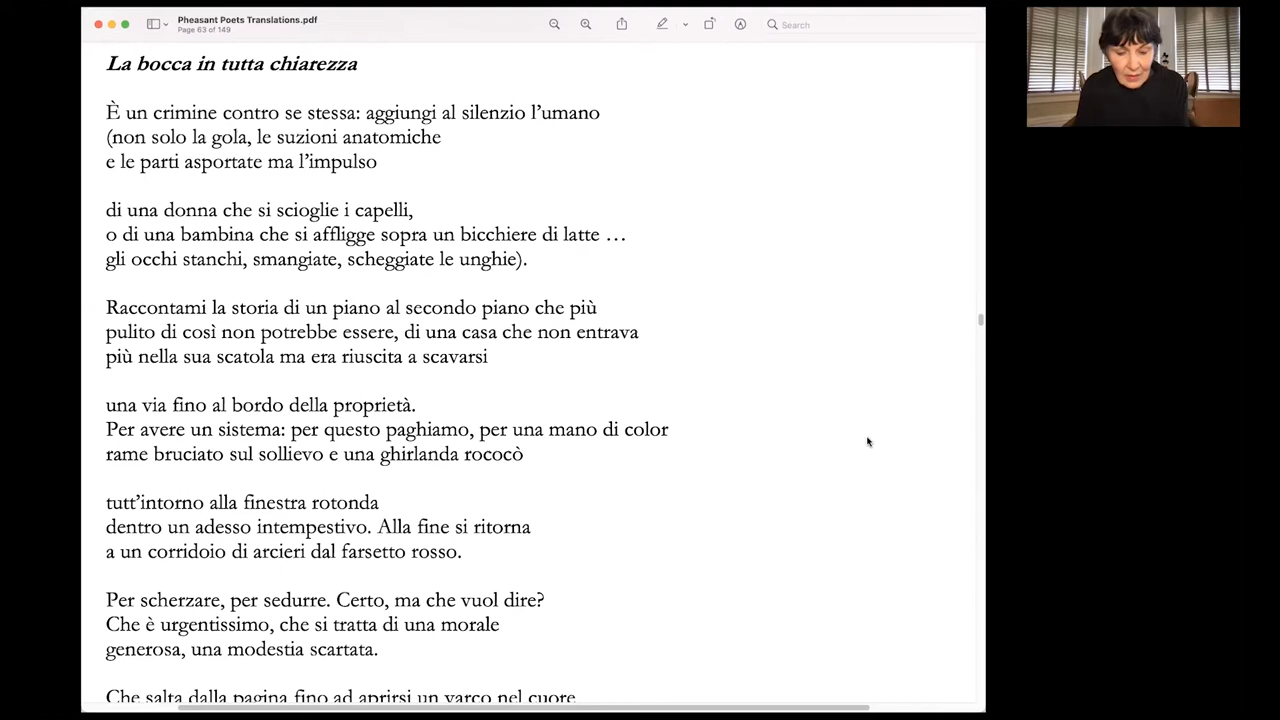 Pheasant Poets Translations.pdf
Page 63 of 149
Search
La bocca in tutta chiarezza
È un crimine contro se stessa: aggiungi al silenzio l’umano
(non solo la gola, le suzioni anatomiche
e le parti asportate ma l’impulso
di una donna che si scioglie i capelli,
o di una bambina che si affligge sopra un bicchiere di latte …
gli occhi stanchi, smangiate, scheggiate le unghie).
Raccontami la storia di un piano al secondo piano che più
pulito di così non potrebbe essere, di una casa che non entrava
più nella sua scatola ma era riuscita a scavarsi
una via fino al bordo della proprietà.
Per avere un sistema: per questo paghiamo, per una mano di color
rame bruciato sul sollievo e una ghirlanda rococò
tutt’intorno alla finestra rotonda
dentro un adesso intempestivo. Alla fine si ritorna
a un corridoio di arcieri dal farsetto rosso.
Per scherzare, per sedurre. Certo, ma che vuol dire?
Che è urgentissimo, che si tratta di una morale
generosa, una modestia scartata.
Che salta dalla pagina fino ad aprirsi un varco nel cuore